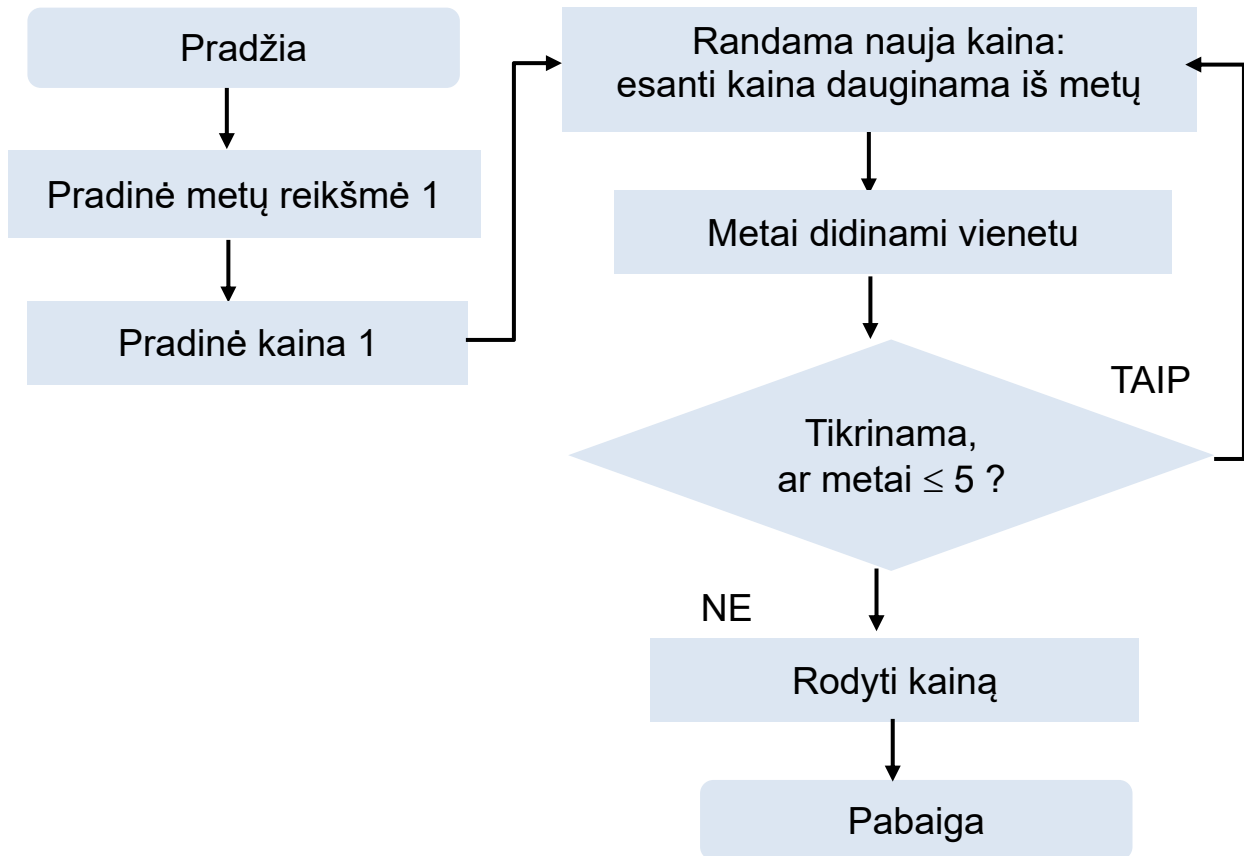 Pradžia
Pradinė metų reikšmė 1
Pradinė kaina 1
Randama nauja kaina:
esanti kaina dauginama iš metų
Metai didinami vienetu
Tikrinama,
ar metai ≤ 5 ?
TAIP
NE
Rodyti kainą
Pabaiga